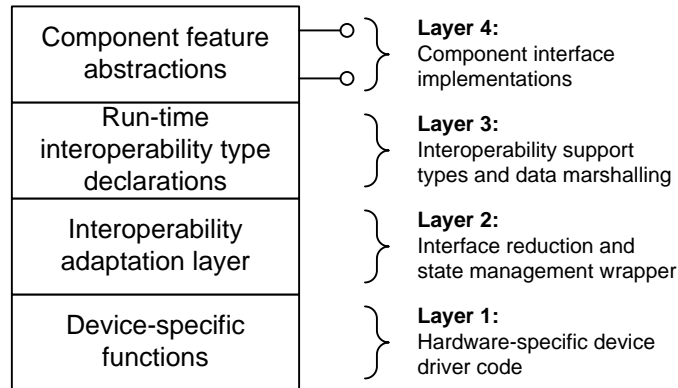 Component feature
abstractions
Layer 4:
Component interface
implementations
Run-time
interoperability type
declarations
Layer 3:
Interoperability support
types and data marshalling
Interoperability
adaptation layer
Layer 2:
Interface reduction and
state management wrapper
Device-specific
functions
Layer 1:
Hardware-specific device
driver code